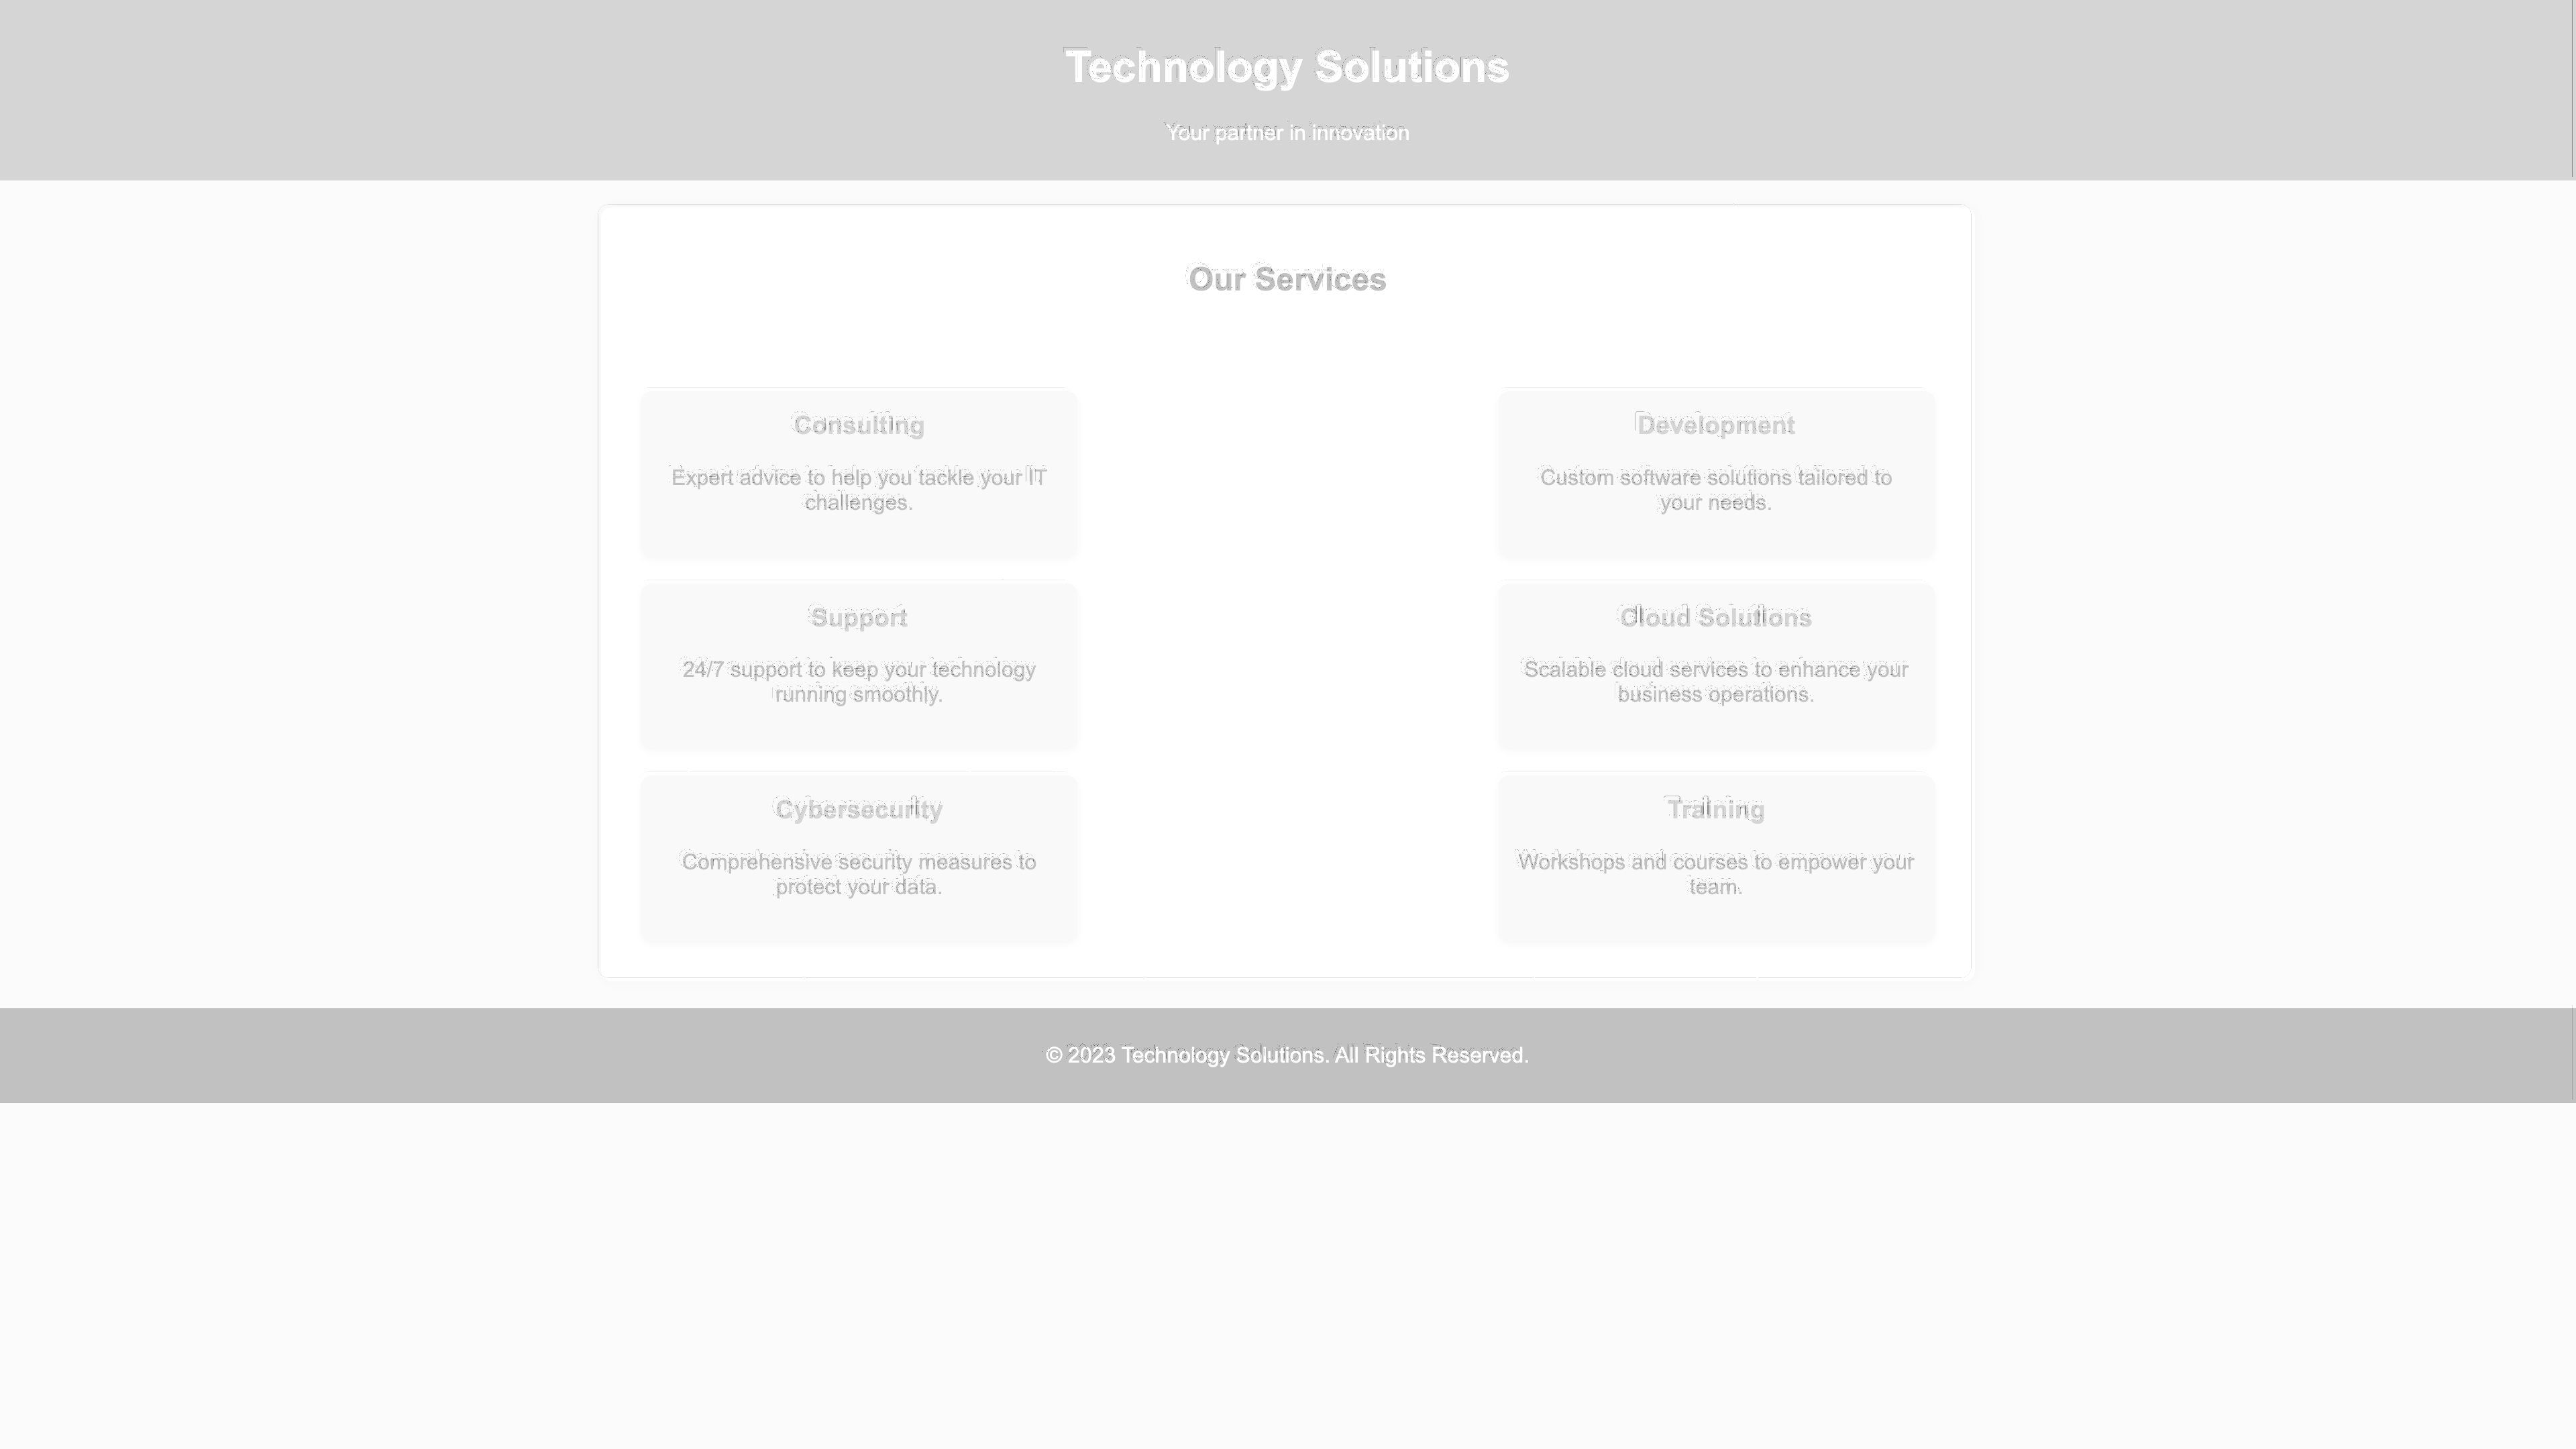 Technology Solutions
Your partner in innovation
Our Services
Consulting
Expert advice to help you tackle your IT
challenges.
Development
Custom software solutions tailored to
your needs.
Support
24/7 support to keep your technology
running smoothly.
Cloud Solutions
Scalable cloud services to enhance your
business operations.
Cybersecurity
Comprehensive security measures to
protect your data.
Training
Workshops and courses to empower your
team.
© 2023 Technology Solutions. All Rights Reserved.